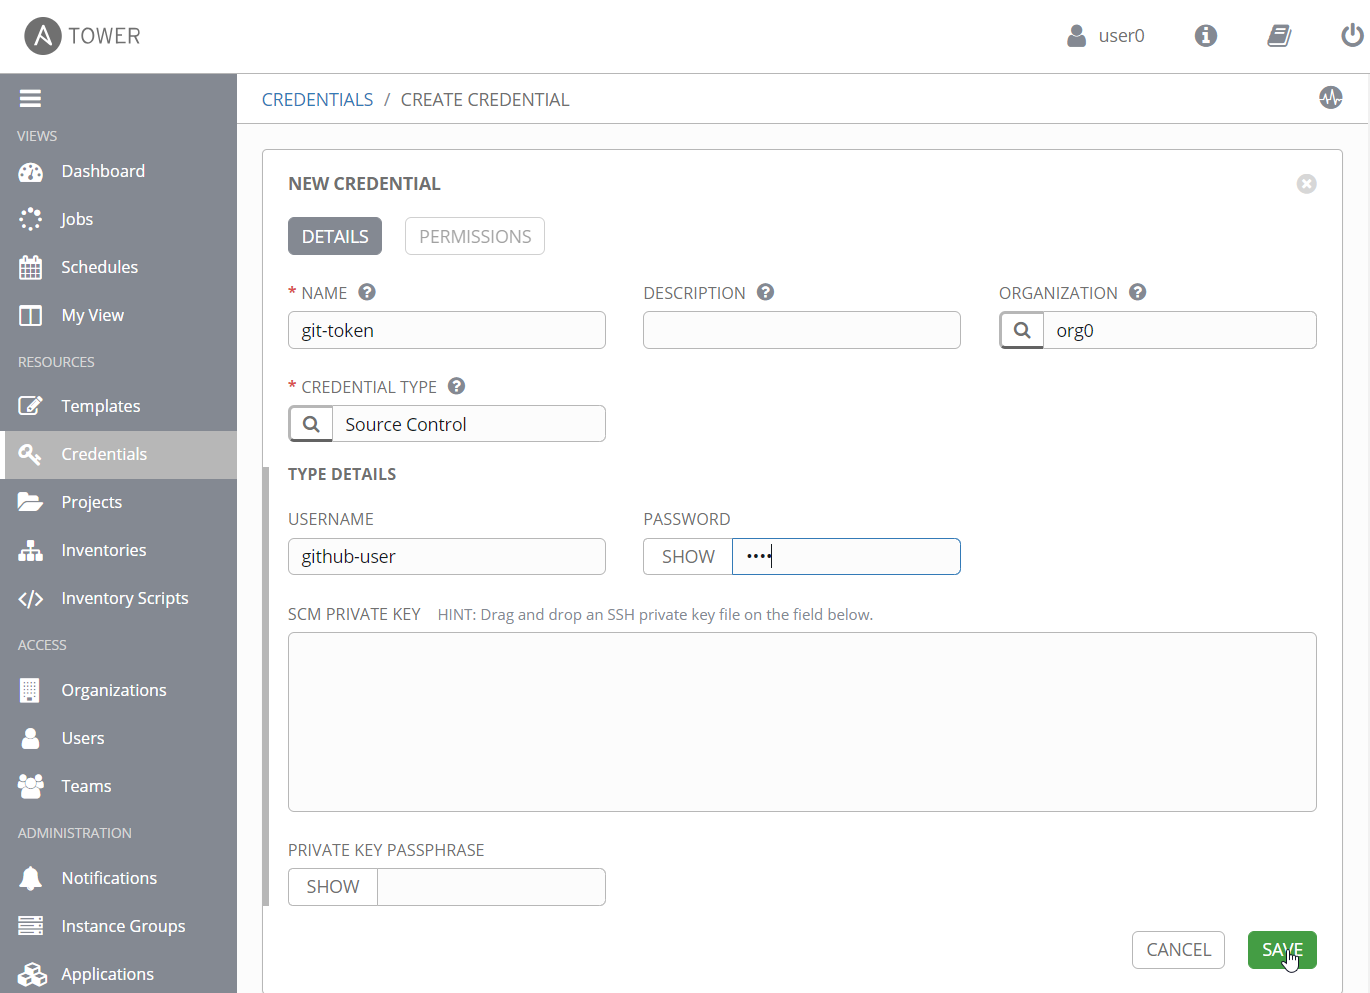 TOWER
user0
VIEWS
Dashboard
Jobs
Schedules
My View
RESOURCES
Templates
Credentials
Projects
Inventories
Inventory Scripts
ACCESS
Organizations
Users
Teams
ADMINISTRATION
Notifications
Instance Groups
Applications
CREDENTIALS / CREATE CREDENTIAL
NEW CREDENTIAL
DETAILS PERMISSIONS
* NAME ? DESCRIPTION ? ORGANIZATION ?
git-token org0
* CREDENTIAL TYPE ?
Source Control
TYPE DETAILS
USERNAME PASSWORD
github-user SHOW ••••
SCM PRIVATE KEY HINT: Drag and drop an SSH private key file on the field below.
PRIVATE KEY PASSPHRASE
SHOW
CANCEL SAVE